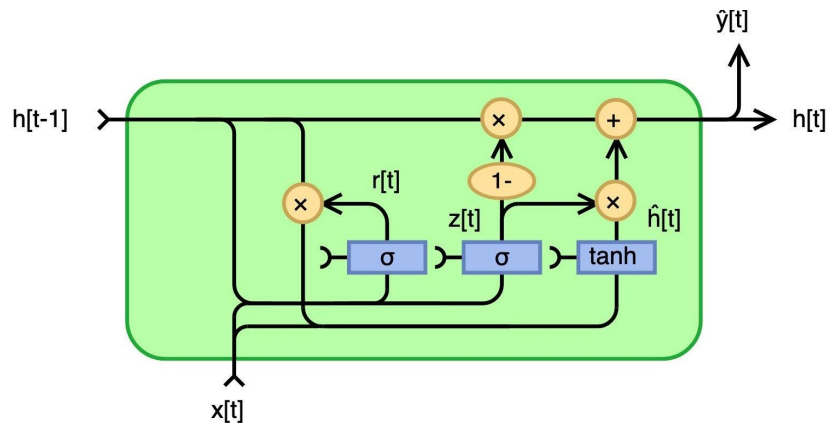 ŷ[t]
h[t-1]
×
+
h[t]
1-
r[t]
×
z[t]
×
ĥ[t]
σ
σ
tanh
x[t]